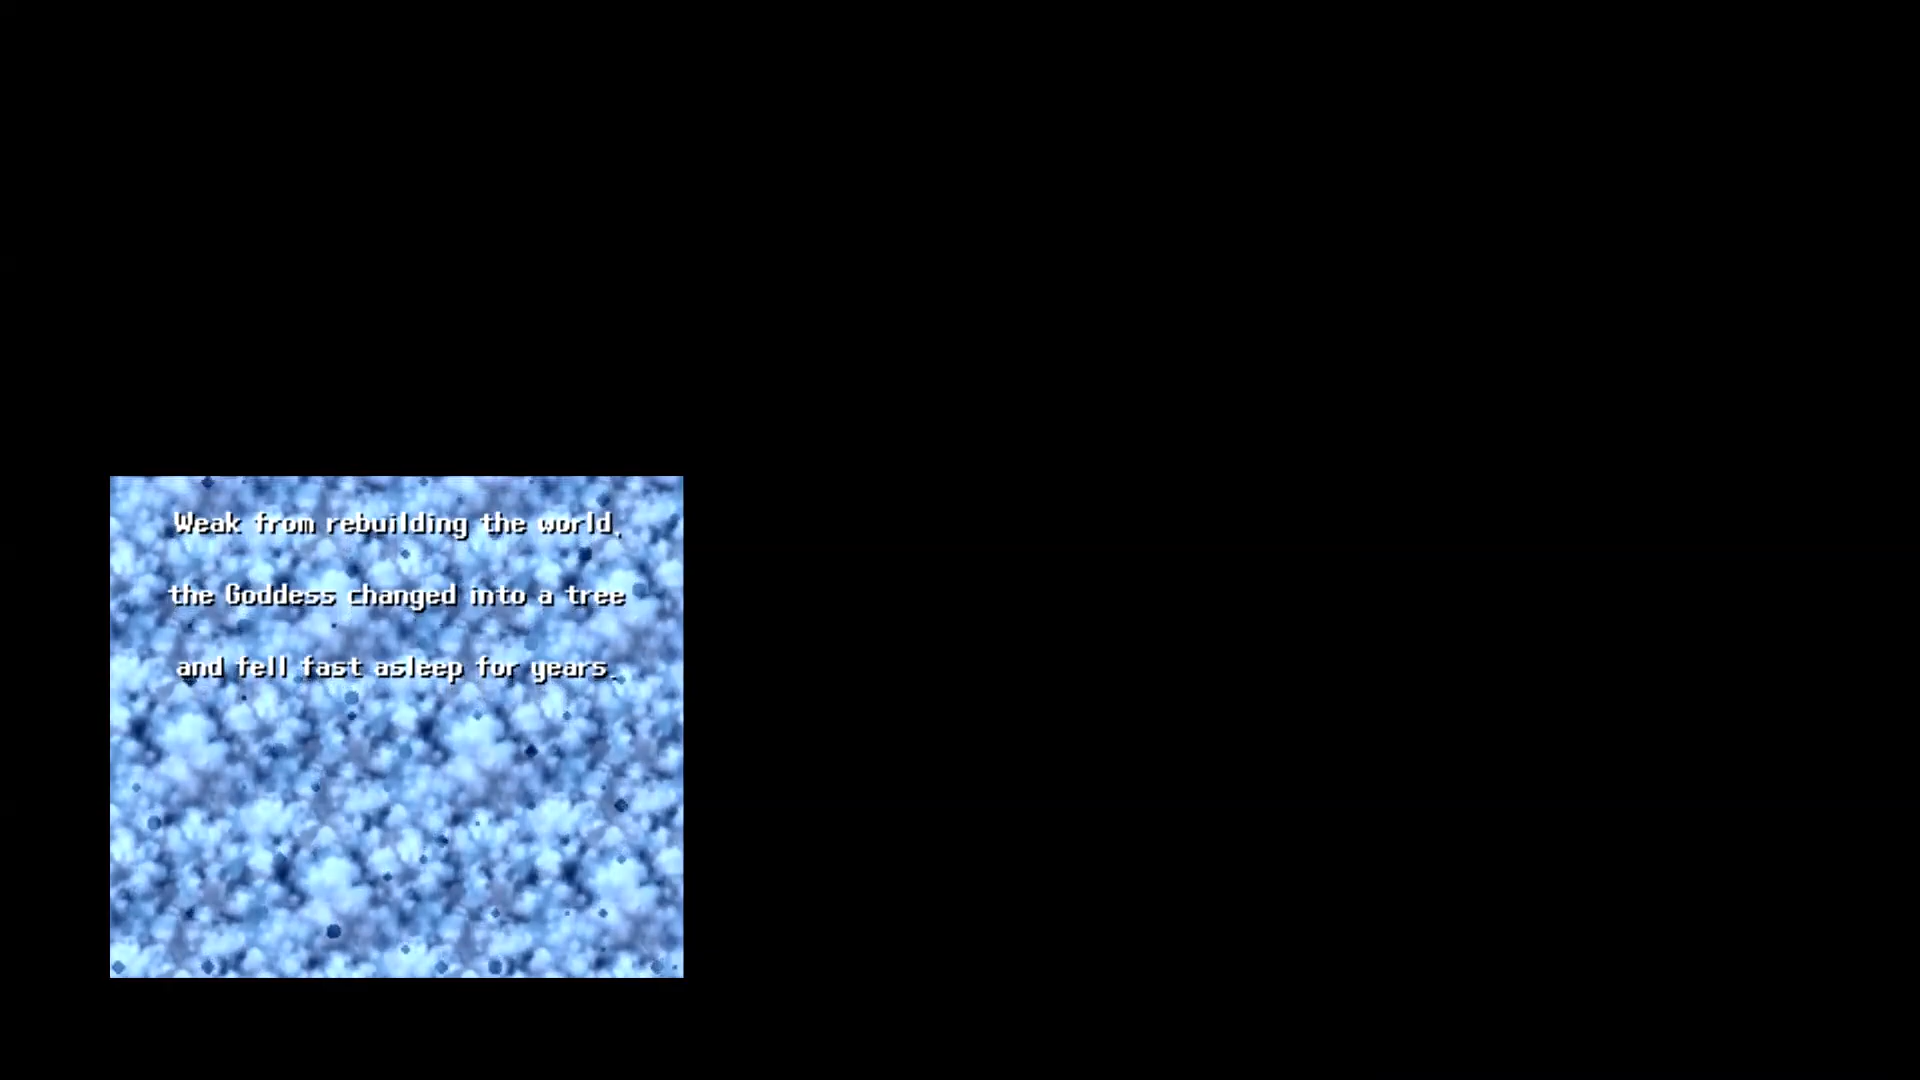 Weak from rebuilding the world,
the Goddess changed into a tree
and fell fast asleep for years.